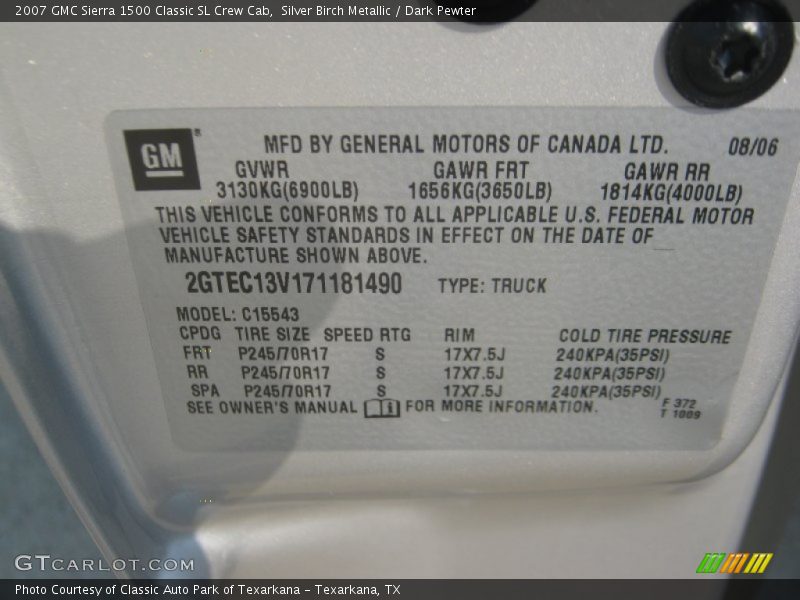 2007 GMC Sierra 1500 Classic SL Crew Cab,  Silver Birch Metallic / Dark Pewter
GM®
MFD BY GENERAL MOTORS OF CANADA LTD. 08/06
GVWR GAWR FRT GAWR RR
3130KG(6900LB) 1656KG(3650LB) 1814KG(4000LB)
THIS VEHICLE CONFORMS TO ALL APPLICABLE U.S. FEDERAL MOTOR
VEHICLE SAFETY STANDARDS IN EFFECT ON THE DATE OF
MANUFACTURE SHOWN ABOVE.
2GTEC13V171181490 TYPE: TRUCK
MODEL: C15543
CPDG TIRE SIZE SPEED RTG RIM COLD TIRE PRESSURE
FRT P245/70R17 S 17X7.5J 240KPA(35PSI)
RR P245/70R17 S 17X7.5J 240KPA(35PSI)
SPA P245/70R17 S 17X7.5J 240KPA(35PSI)
SEE OWNER'S MANUAL FOR MORE INFORMATION. F 372
T 1009
GTCARLOT.COM
Photo Courtesy of Classic Auto Park of Texarkana – Texarkana, TX